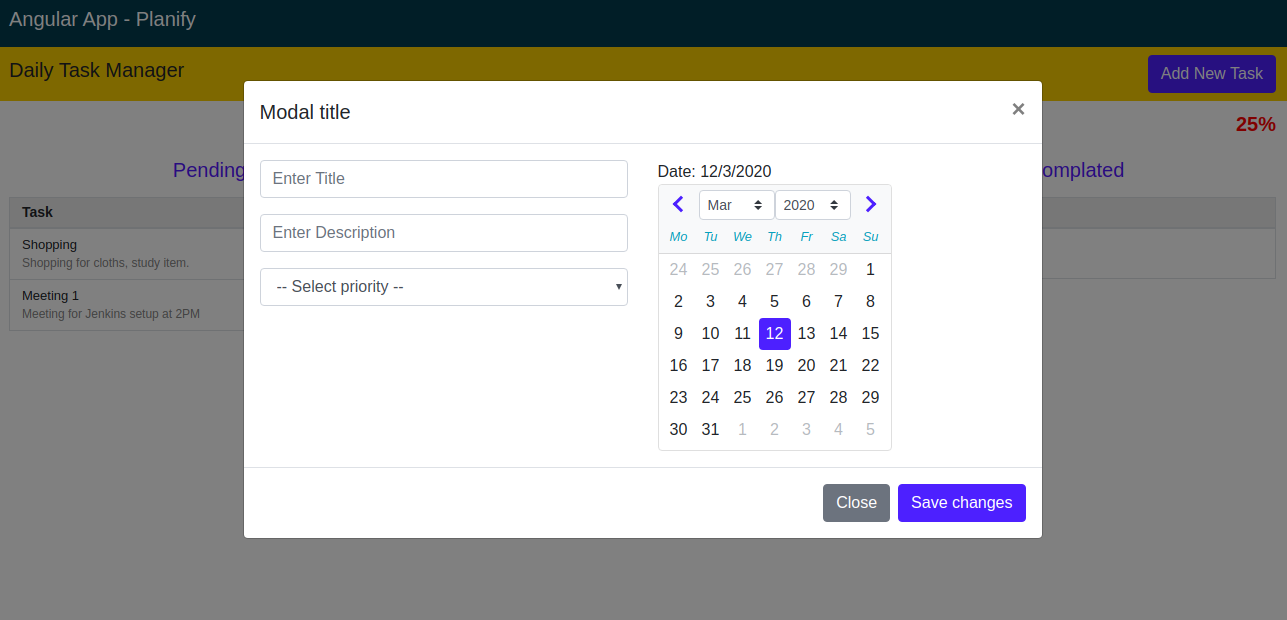 Angular App - Planify
Daily Task Manager
Add New Task
25%
Pending
omplated
Task
Shopping
Shopping for cloths, study item.
Meeting 1
Meeting for Jenkins setup at 2PM
Modal title
×
Enter Title
Enter Description
-- Select priority --
Date: 12/3/2020
Mar 2020
Mo Tu We Th Fr Sa Su
24 25 26 27 28 29 1
2 3 4 5 6 7 8
9 10 11 12 13 14 15
16 17 18 19 20 21 22
23 24 25 26 27 28 29
30 31 1 2 3 4 5
Close
Save changes